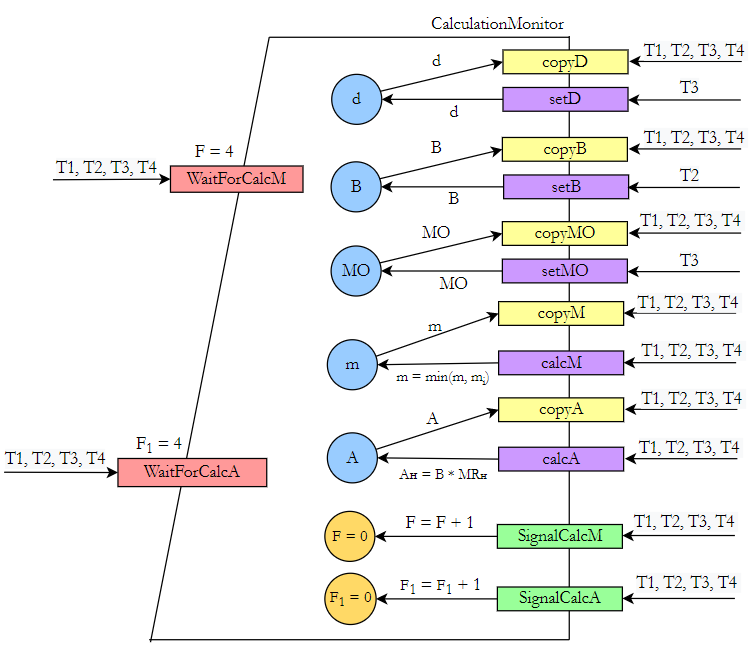 CalculationMonitor
d
copyD
T1, T2, T3, T4
d
setD
T3
d
B
copyB
T1, T2, T3, T4
F = 4
T1, T2, T3, T4
WaitForCalcM
B
setB
T2
B
MO
copyMO
T1, T2, T3, T4
MO
setMO
T3
MO
m
copyM
T1, T2, T3, T4
m
calcM
T1, T2, T3, T4
m = min(m, mi)
A
copyA
T1, T2, T3, T4
F1 = 4
T1, T2, T3, T4
WaitForCalcA
A
calcA
T1, T2, T3, T4
Aн = B * MRн
F = 0
F = F + 1
SignalCalcM
T1, T2, T3, T4
F1 = 0
F1 = F1 + 1
SignalCalcA
T1, T2, T3, T4